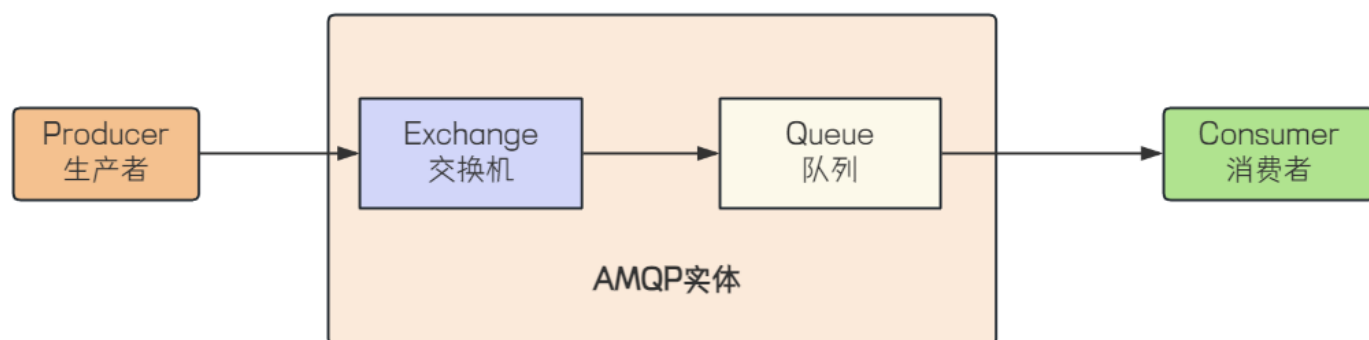 Producer
生产者
Exchange
交换机
Queue
队列
Consumer
消费者
AMQP实体